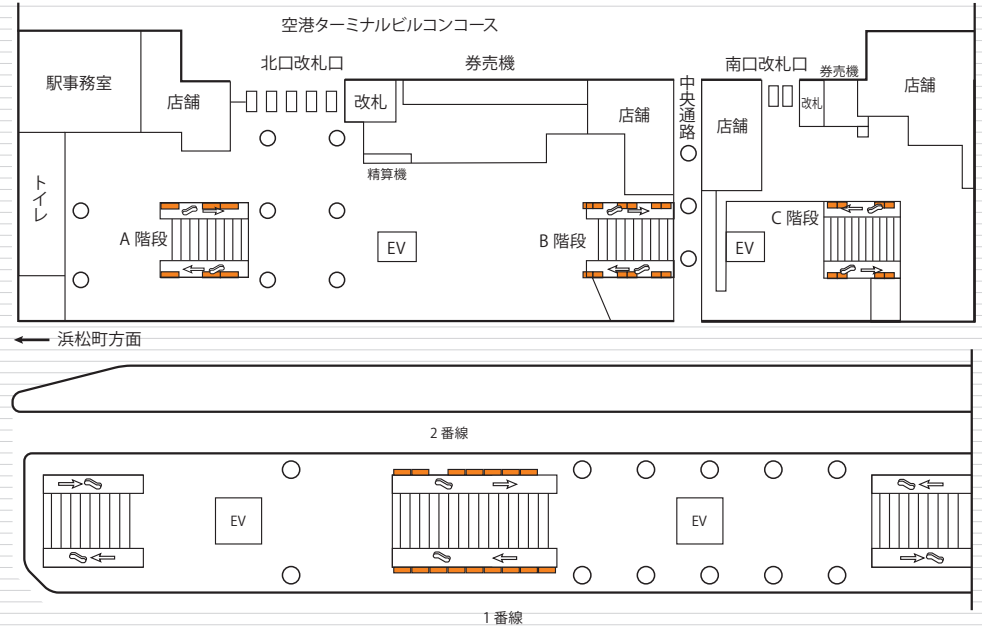 空港ターミナルビルコンコース
駅事務室
店舗
北口改札口
改札
券売機
店舗
中央通路
店舗
南口改札口
改札
券売機
店舗
トイレ
精算機
A 階段
EV
B 階段
EV
C 階段
浜松町方面
2 番線
EV
EV
1 番線